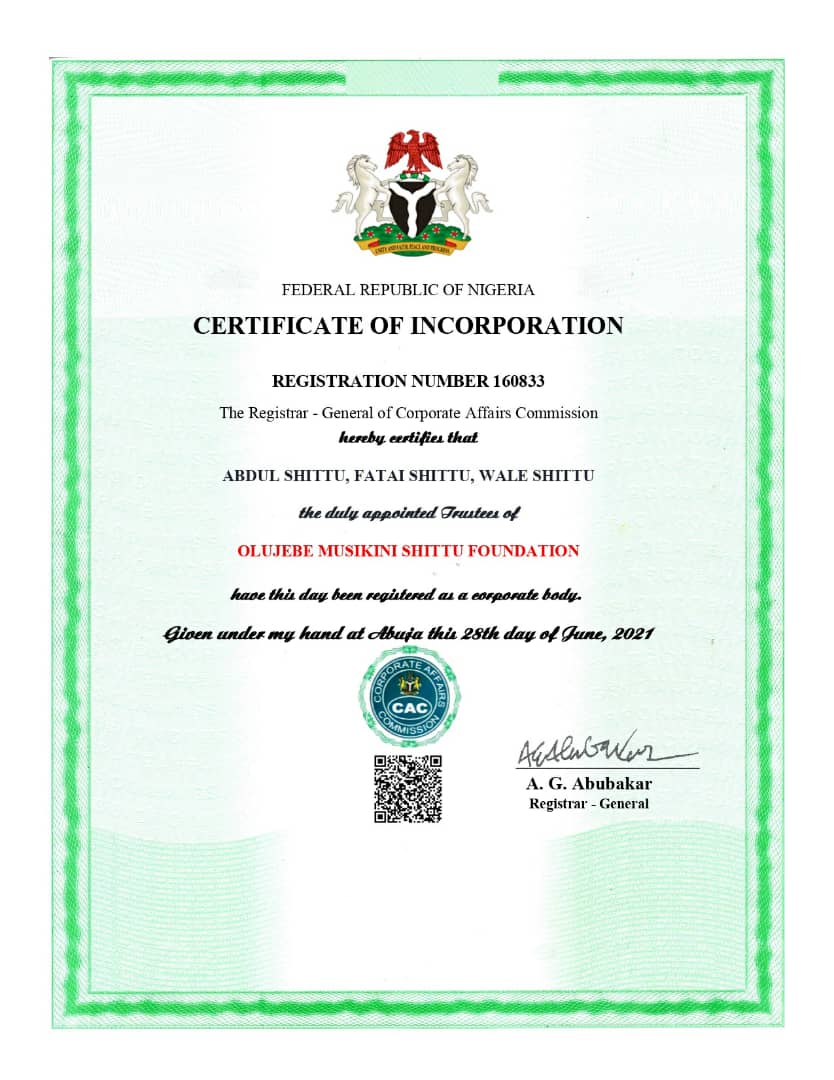 UNITY AND FAITH, PEACE AND PROGRESS
FEDERAL REPUBLIC OF NIGERIA
CERTIFICATE OF INCORPORATION
REGISTRATION NUMBER 160833
The Registrar - General of Corporate Affairs Commission
hereby certifies that
ABDUL SHITTU, FATAI SHITTU, WALE SHITTU
the duly appointed Trustees of
OLUJEBE MUSIKINI SHITTU FOUNDATION
have this day been registered as a corporate body.
Given under my hand at Abuja this 28th day of June, 2021
CORPORATE AFFAIRS
CAC
COMMISSION
A. G. Abubakar
Registrar - General